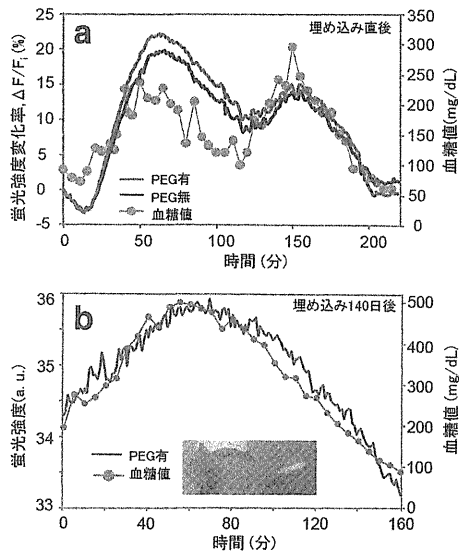 a
埋め込み直後
蛍光強度変化率, ΔF/Fi (%)
25
20
15
10
5
0
-5
血糖値(mg/dL)
350
300
250
200
150
100
50
0
PEG有
PEG無
血糖値
0 50 100 150 200
時間 (分)
b
埋め込み140日後
蛍光強度(a. u.)
36
35
34
33
血糖値 (mg/dL)
500
400
300
200
100
0
PEG有
血糖値
0 40 80 120 160
時間 (分)